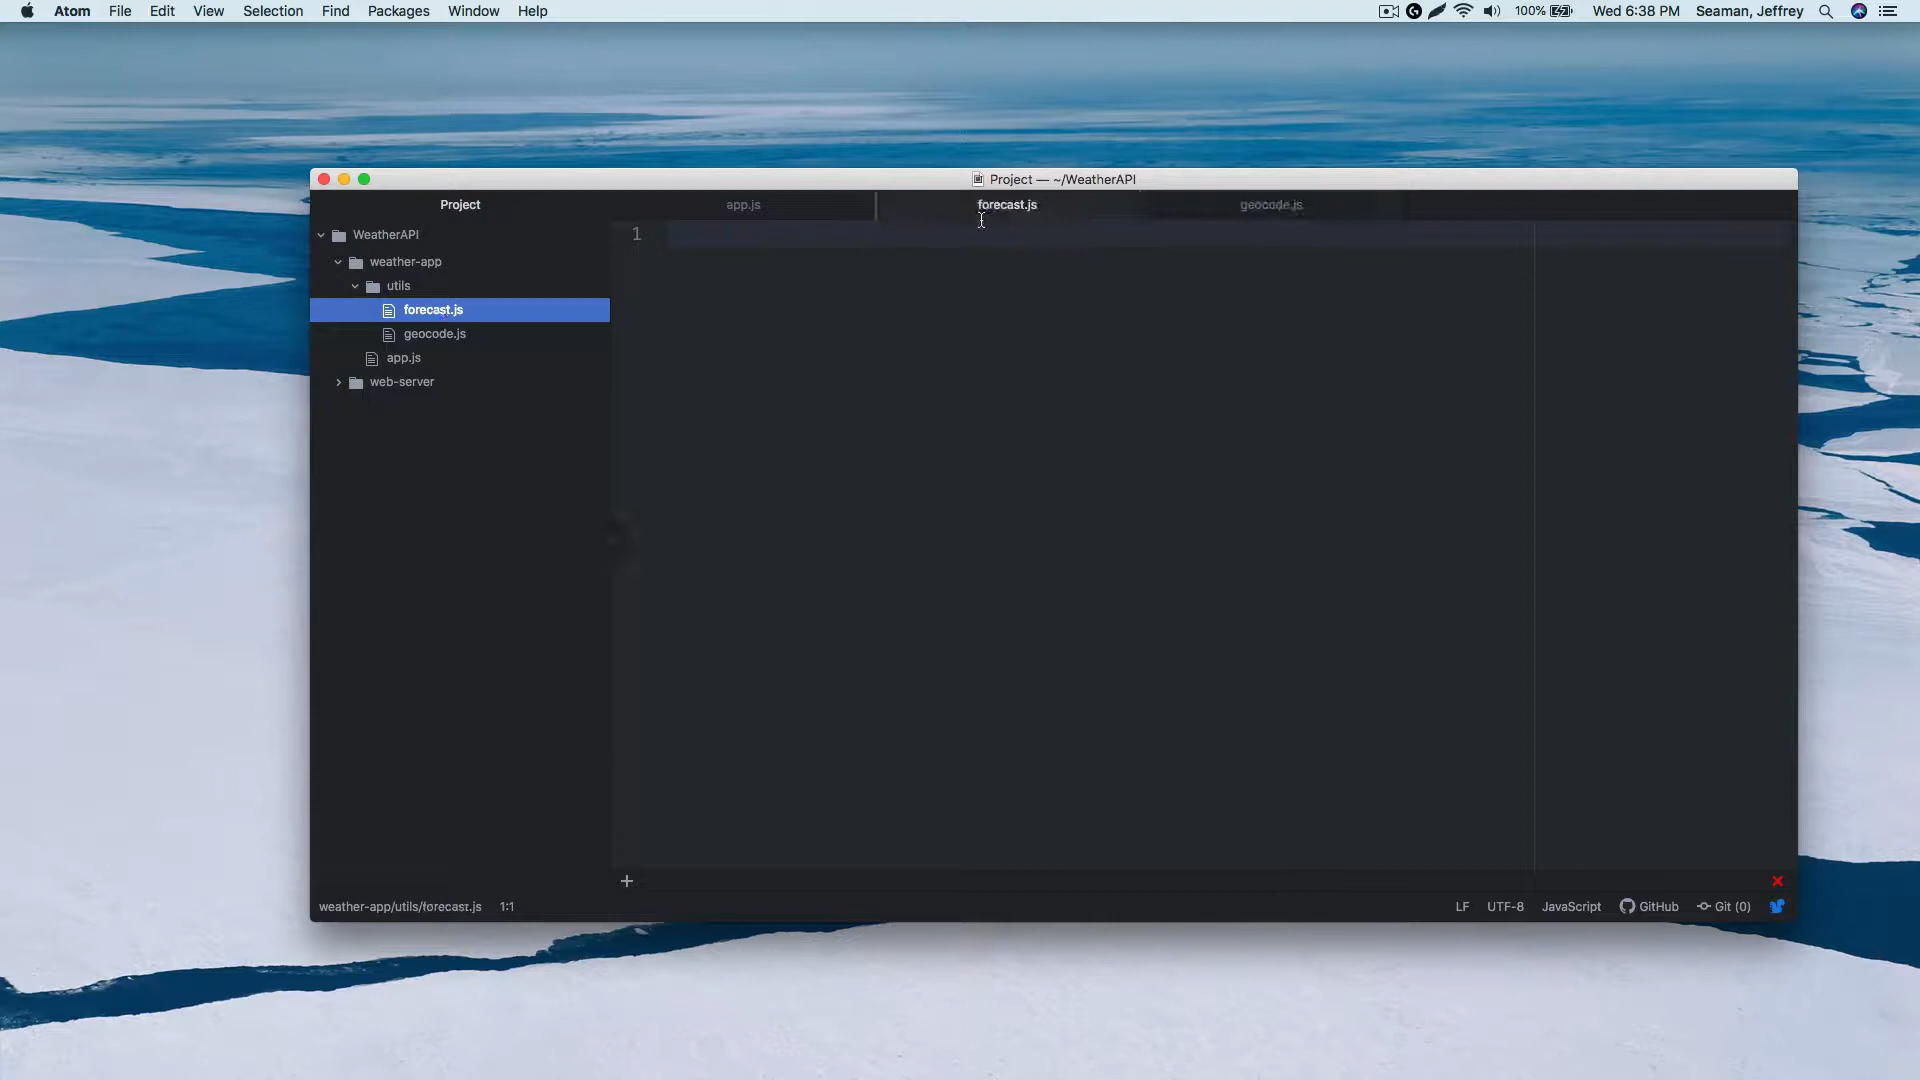 Atom File Edit View Selection Find Packages Window Help 100% Wed 6:38 PM Seaman, Jeffrey
Project — ~/WeatherAPI
Project app.js forecast.js geocode.js
WeatherAPI
weather-app
utils
forecast.js
geocode.js
app.js
web-server
1
weather-app/utils/forecast.js 1:1 LF UTF-8 JavaScript GitHub Git (0)